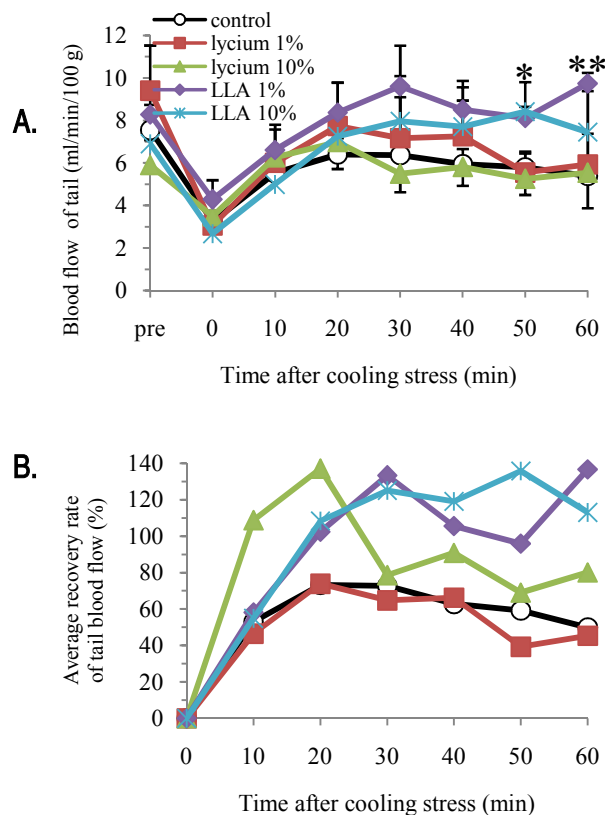 control
lycium 1%
lycium 10%
LLA 1%
LLA 10%
A.
Blood flow of tail (ml/min/100 g)
12
10
8
6
4
2
0
* **
pre 0 10 20 30 40 50 60
Time after cooling stress (min)
B.
Average recovery rate
of tail blood flow (%)
140
120
100
80
60
40
20
0
0 10 20 30 40 50 60
Time after cooling stress (min)